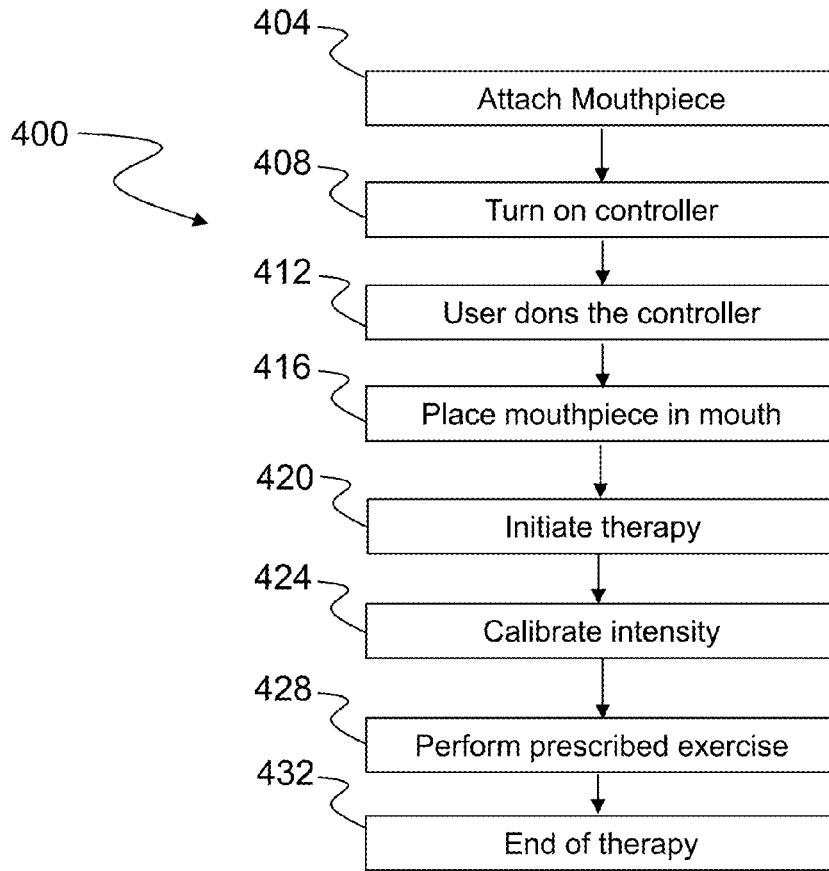 404
Attach Mouthpiece
400
408
Turn on controller
412
User dons the controller
416
Place mouthpiece in mouth
420
Initiate therapy
424
Calibrate intensity
428
Perform prescribed exercise
432
End of therapy